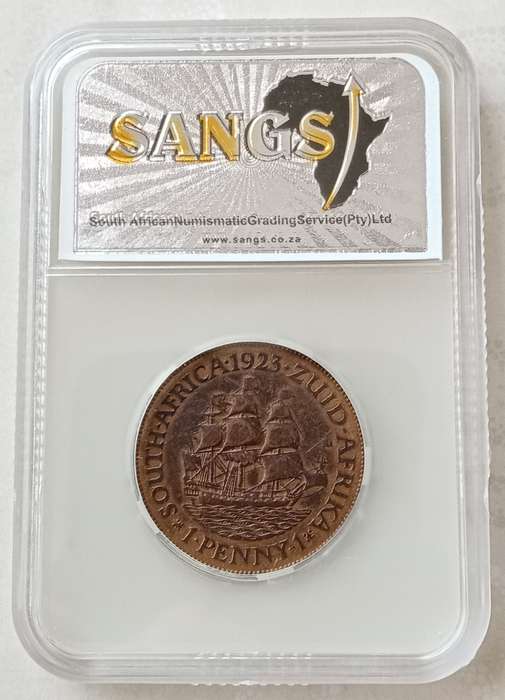 SANGS
South AfricanNumismaticGradingService(Pty)Ltd
www.sangs.co.za
SOUTH·AFRICA·1923·ZUID·AFRIKA
*1·PENNY·1*